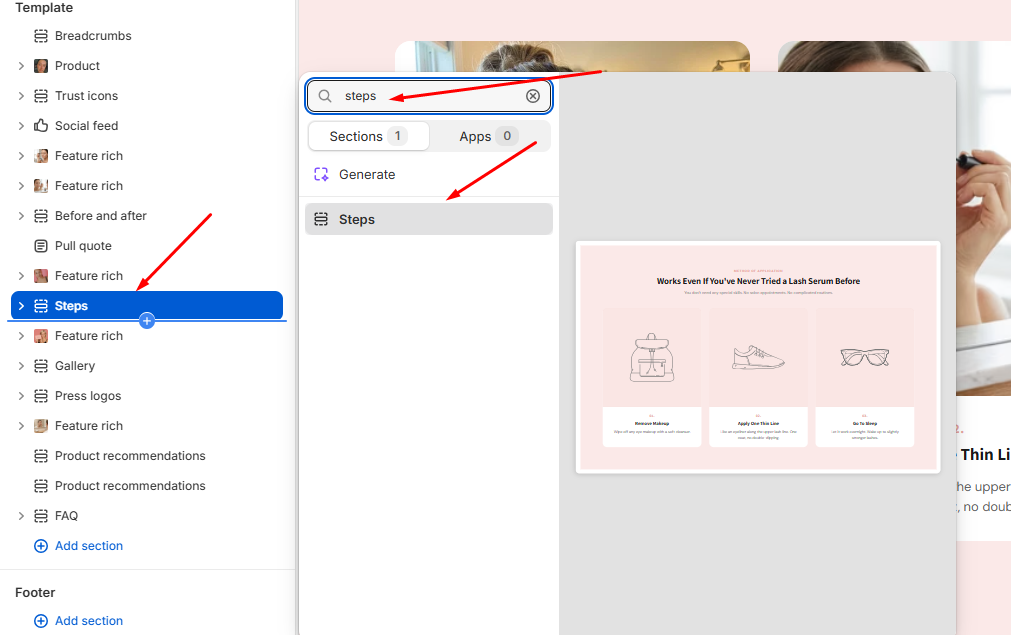 Template
Breadcrumbs
Product
Trust icons
Social feed
Feature rich
Feature rich
Before and after
Pull quote
Feature rich
Steps
Feature rich
Gallery
Press logos
Feature rich
Product recommendations
Product recommendations
FAQ
Add section
Footer
Add section
steps
Sections 1
Apps 0
Generate
Steps
Works Even If You've Never Tried a Lash Serum Before
Remove Makeup
Apply One Thin Line
Go To Sleep
2.
Thin Li
he upper
, no doub